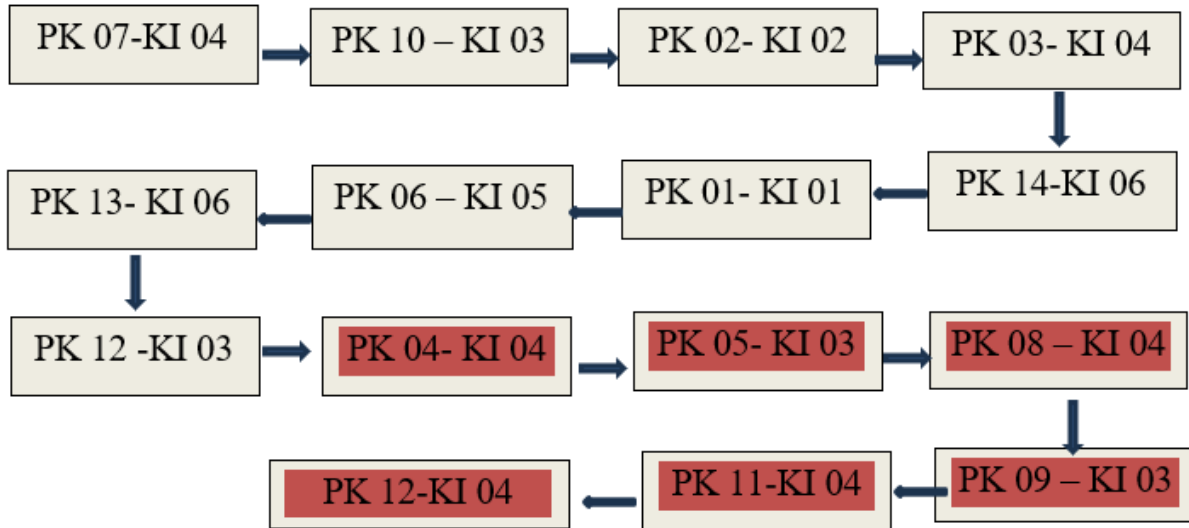 PK 07-KI 04
PK 10 – KI 03
PK 02- KI 02
PK 03- KI 04
PK 14-KI 06
PK 01- KI 01
PK 06 – KI 05
PK 13- KI 06
PK 12 -KI 03
PK 04- KI 04
PK 05- KI 03
PK 08 – KI 04
PK 09 – KI 03
PK 11-KI 04
PK 12-KI 04